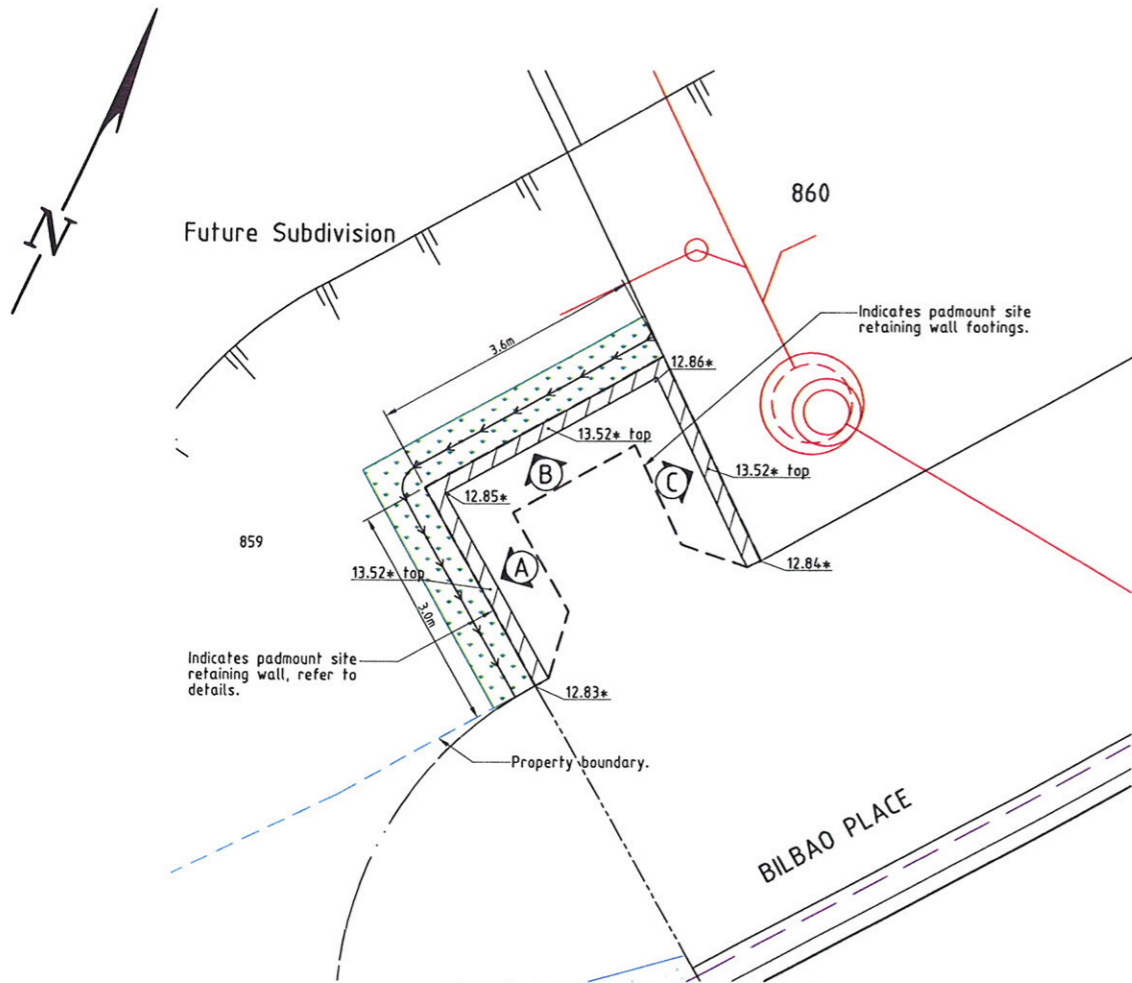 N
Future Subdivision
860
Indicates padmount site
retaining wall footings.
3.6m
12.86*
13.52* top
B
C
13.52* top
12.85*
859
A
13.52* top
3.0m
12.84*
Indicates padmount site
retaining wall, refer to
details.
12.83*
Property boundary.
BILBAO PLACE